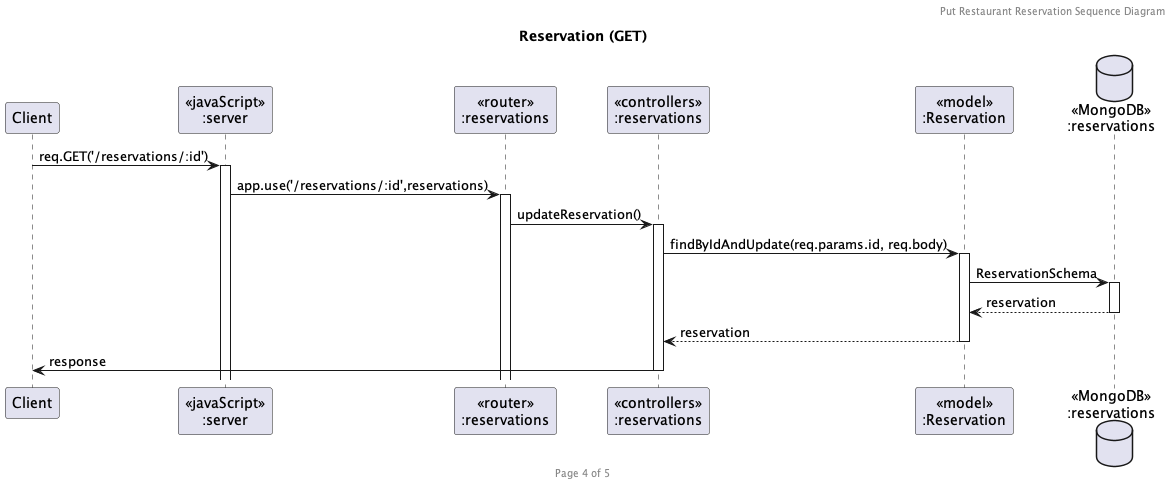 Put Restaurant Reservation Sequence Diagram
Reservation (GET)
Client
«javaScript»
:server
«router»
:reservations
«controllers»
:reservations
«model»
:Reservation
«MongoDB»
:reservations
req.GET('/reservations/:id')
app.use('/reservations/:id',reservations)
updateReservation()
findByIdAndUpdate(req.params.id, req.body)
ReservationSchema
reservation
reservation
response
Client
«javaScript»
:server
«router»
:reservations
«controllers»
:reservations
«model»
:Reservation
«MongoDB»
:reservations
Page 4 of 5